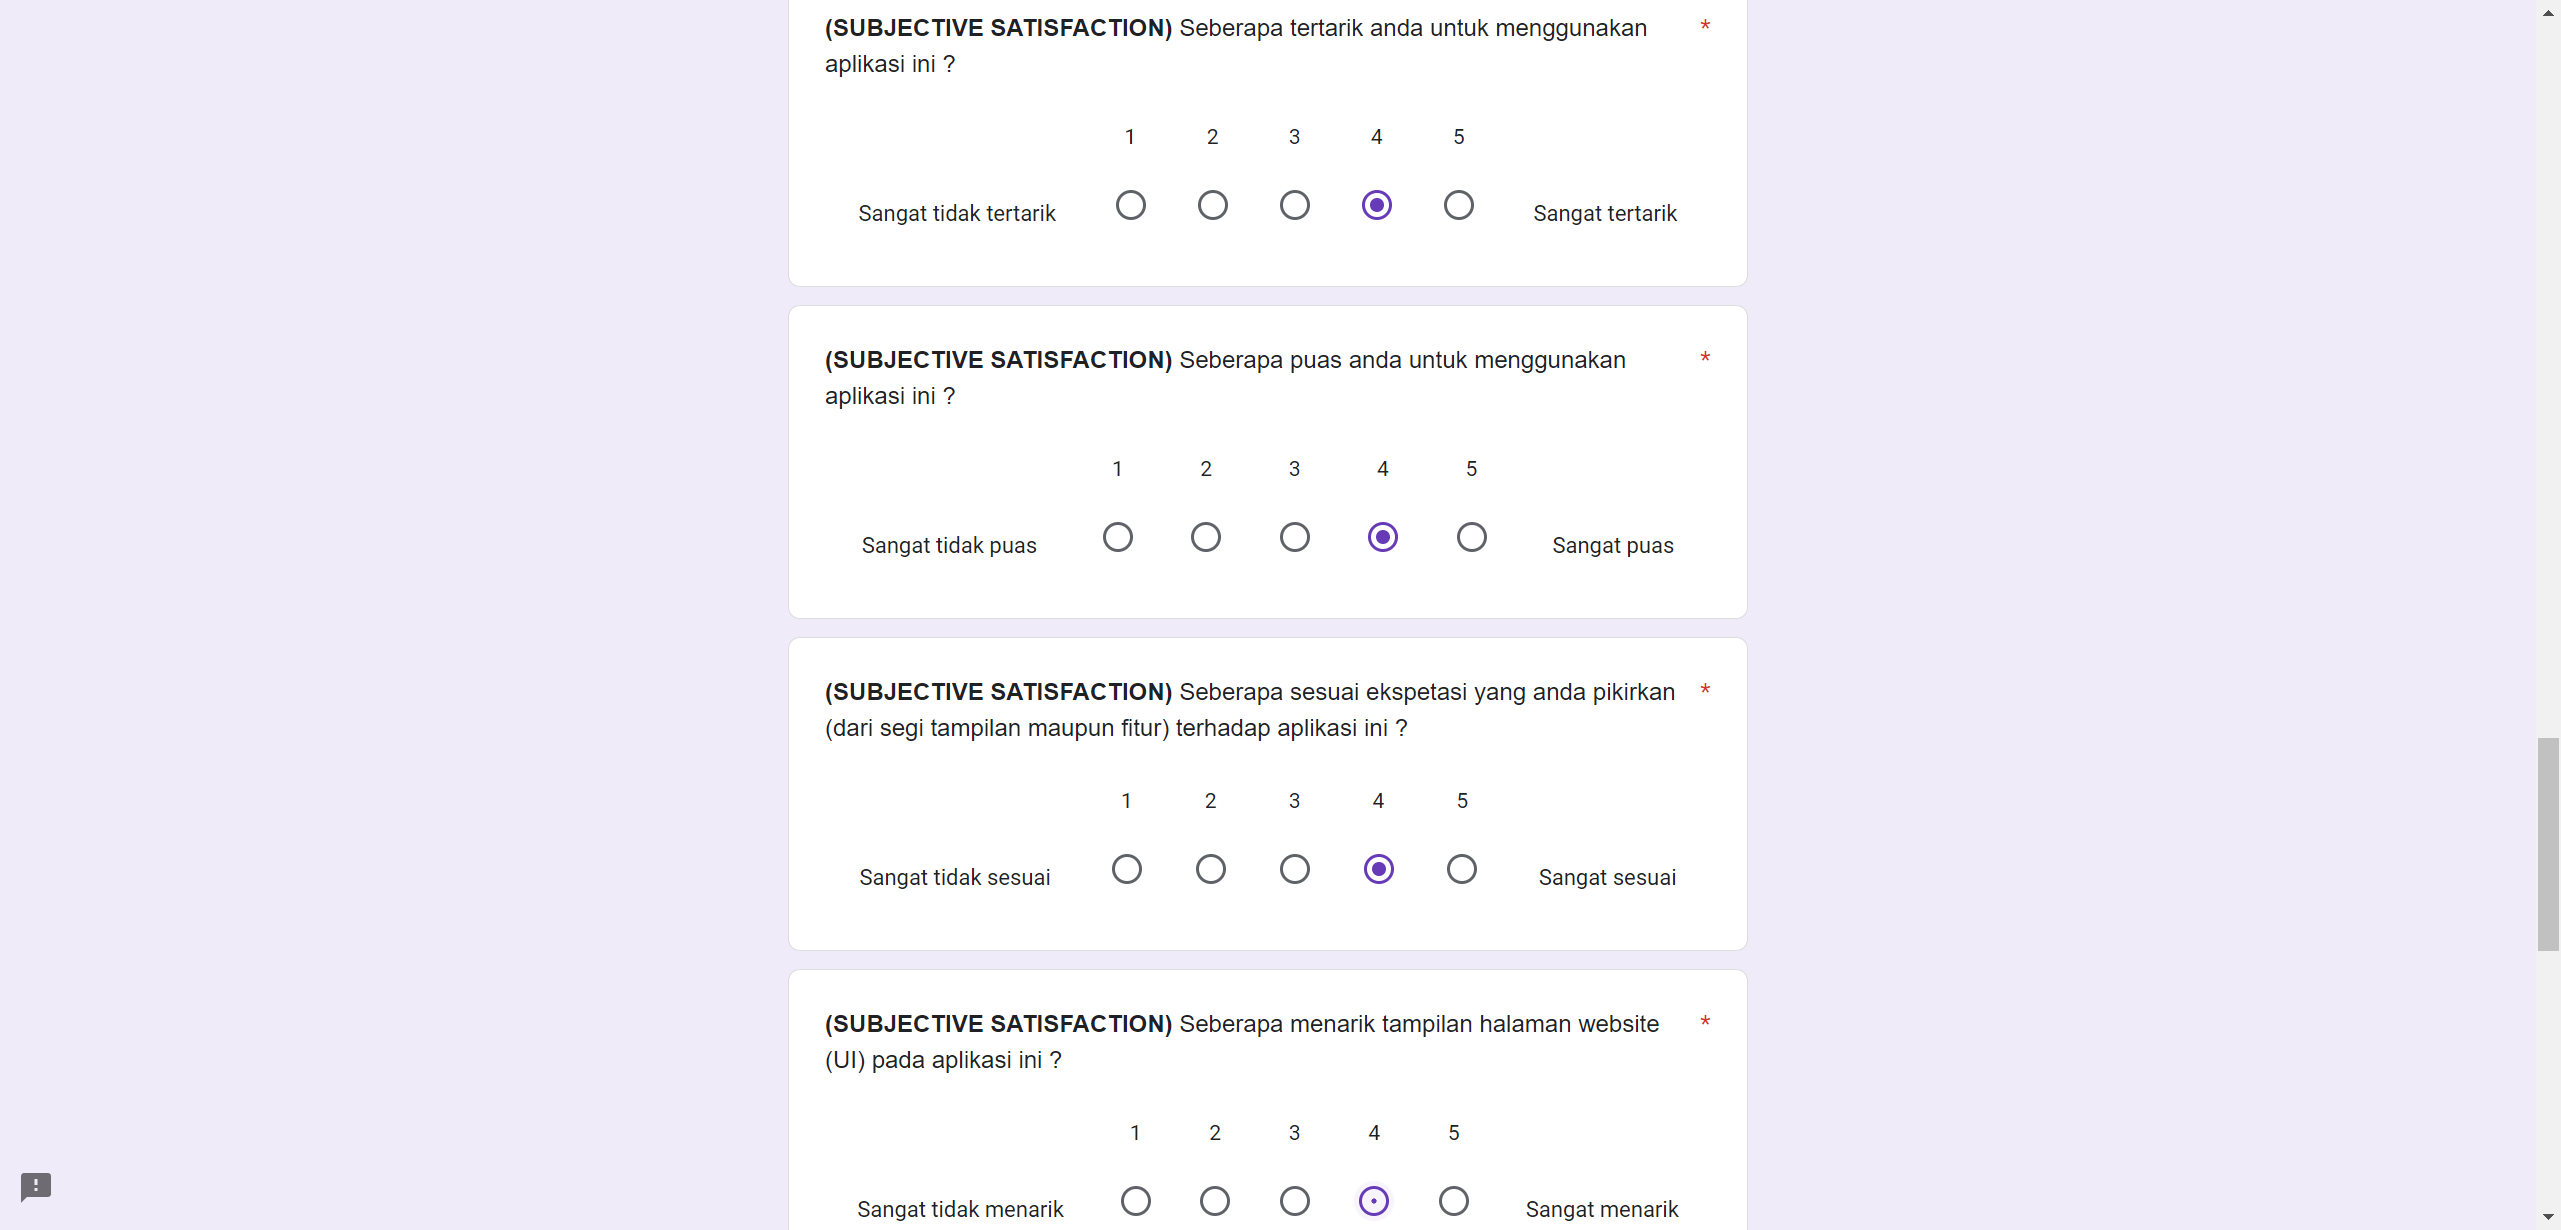 (SUBJECTIVE SATISFACTION) Seberapa tertarik anda untuk menggunakan *
aplikasi ini ?
1 2 3 4 5
Sangat tidak tertarik Sangat tertarik
(SUBJECTIVE SATISFACTION) Seberapa puas anda untuk menggunakan *
aplikasi ini ?
1 2 3 4 5
Sangat tidak puas Sangat puas
(SUBJECTIVE SATISFACTION) Seberapa sesuai ekspetasi yang anda pikirkan *
(dari segi tampilan maupun fitur) terhadap aplikasi ini ?
1 2 3 4 5
Sangat tidak sesuai Sangat sesuai
(SUBJECTIVE SATISFACTION) Seberapa menarik tampilan halaman website *
(UI) pada aplikasi ini ?
1 2 3 4 5
Sangat tidak menarik Sangat menarik